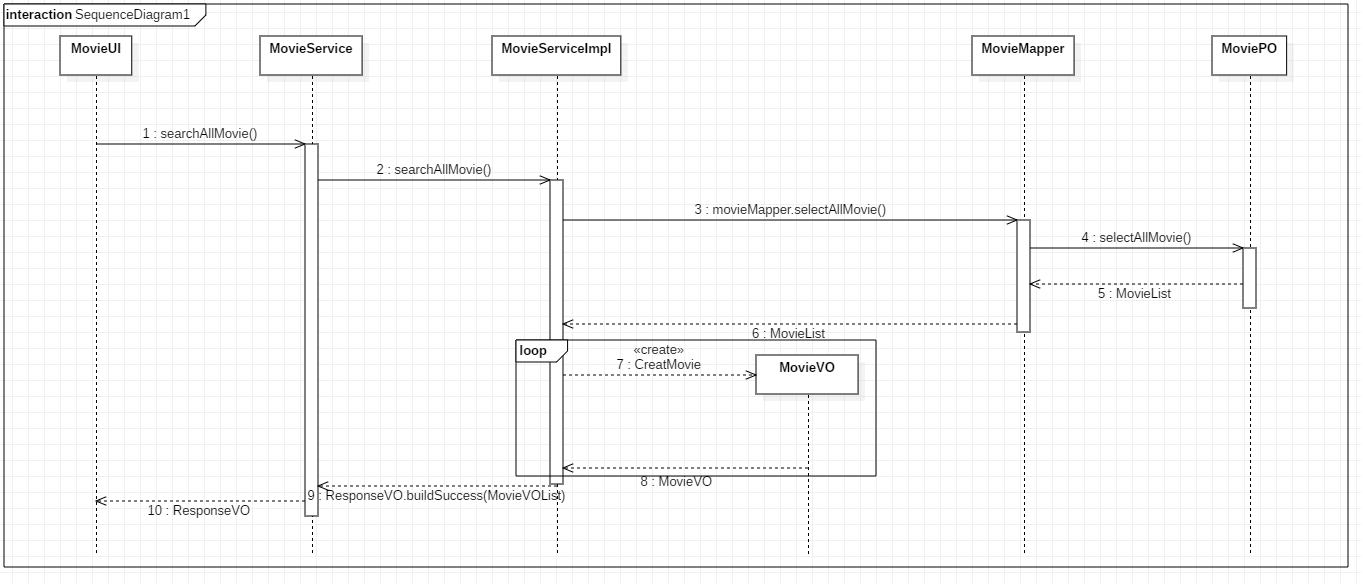 interaction SequenceDiagram1
MovieUI
MovieService
MovieServiceImpl
MovieMapper
MoviePO
1 : searchAllMovie()
2 : searchAllMovie()
3 : movieMapper.selectAllMovie()
4 : selectAllMovie()
5 : MovieList
6 : MovieList
loop
«create»
7 : CreatMovie
MovieVO
8 : MovieVO
9 : ResponseVO.buildSuccess(MovieVOList)
10 : ResponseVO